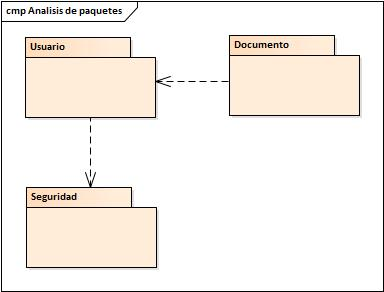 cmp Analisis de paquetes
Usuario
Documento
Seguridad